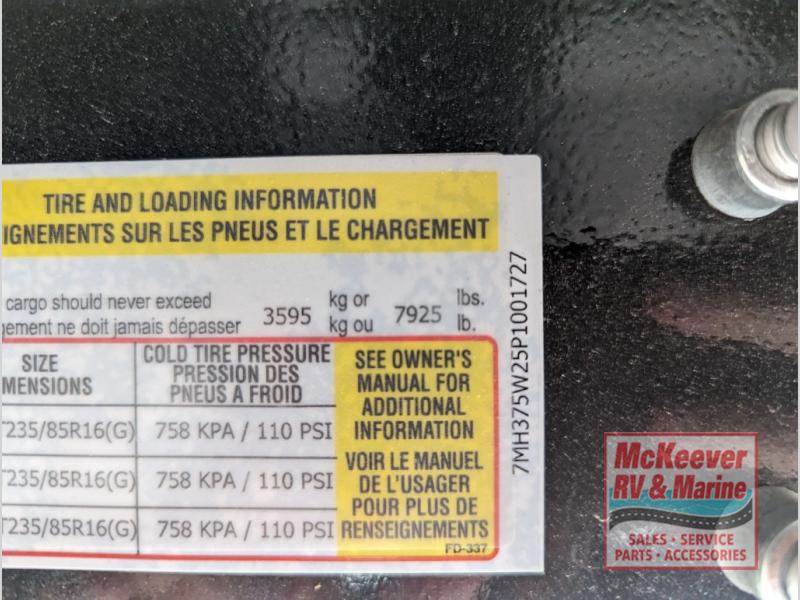 TIRE AND LOADING INFORMATION
IGNEMENTS SUR LES PNEUS ET LE CHARGEMENT
cargo should never exceed 3595 kg or 7925 lbs.
gement ne doit jamais dépasser kg ou lb.
SIZE
MENSIONS
COLD TIRE PRESSURE
PRESSION DES
PNEUS A FROID
T235/85R16(G) 758 KPA / 110 PSI
T235/85R16(G) 758 KPA / 110 PSI
T235/85R16(G) 758 KPA / 110 PSI
SEE OWNER'S
MANUAL FOR
ADDITIONAL
INFORMATION
VOIR LE MANUEL
DE L'USAGER
POUR PLUS DE
RENSEIGNEMENTS
FD-337
7MH375W25P1001727
McKeever
RV & Marine
SALES • SERVICE
PARTS • ACCESSORIES